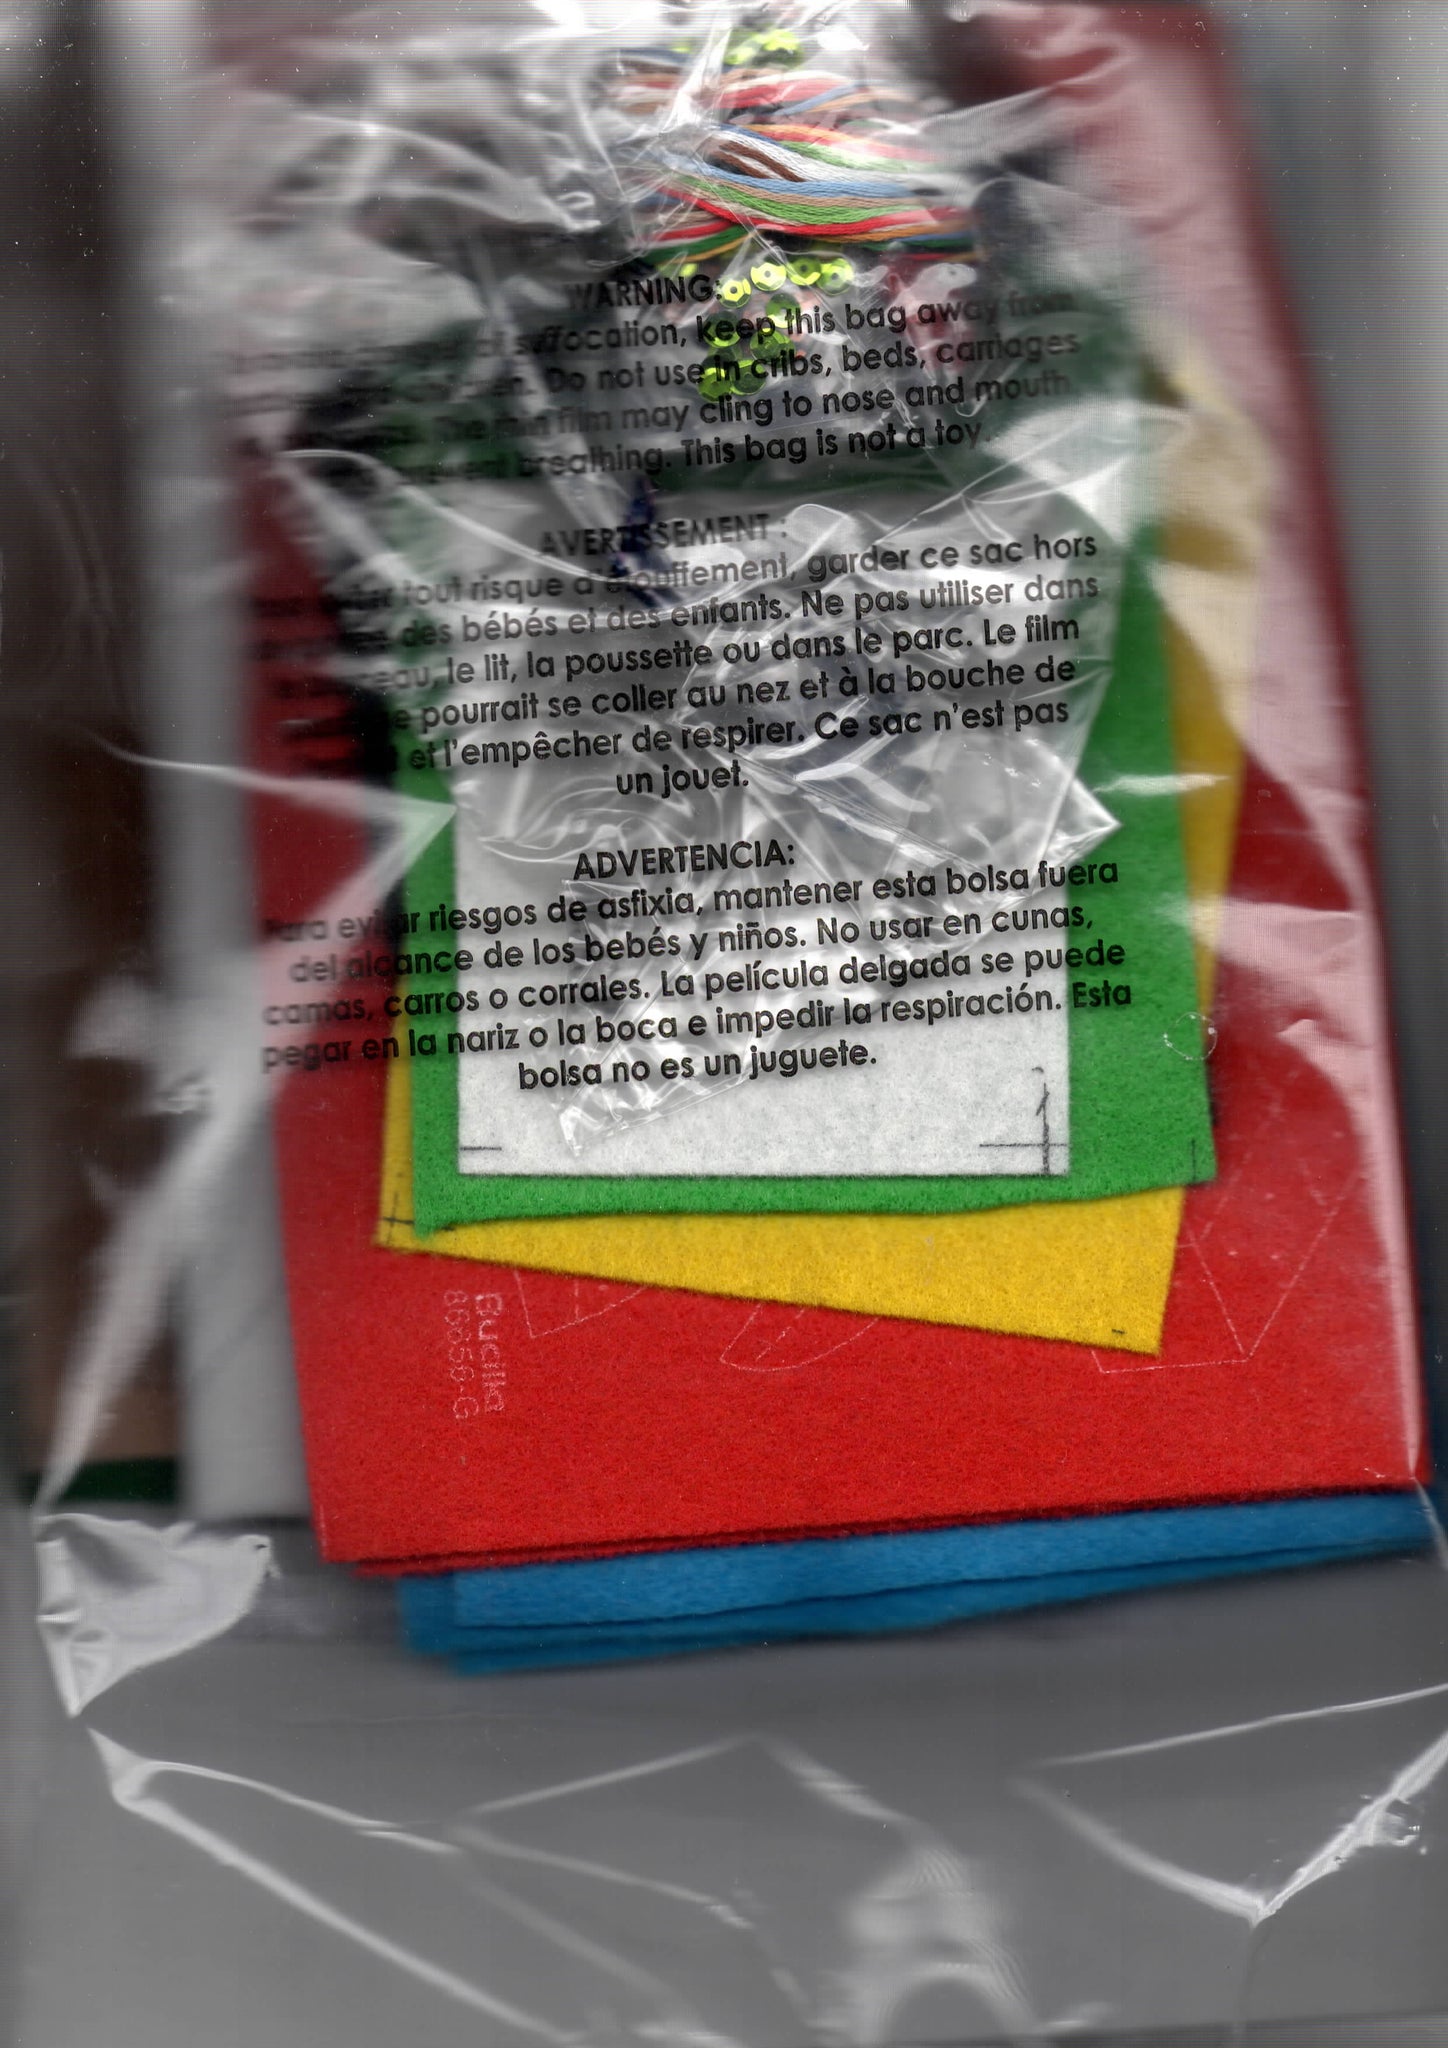 WARNING:
suffocation, keep this bag away from
Do not use in cribs, beds, carriages
film may cling to nose and mouth
prevent breathing. This bag is not a toy.
AVERTISSEMENT :
tout risque d'étouffement, garder ce sac hors
des bébés et des enfants. Ne pas utiliser dans
le lit, la poussette ou dans le parc. Le film
pourrait se coller au nez et à la bouche de
et l'empêcher de respirer. Ce sac n'est pas
un jouet.
ADVERTENCIA:
Para evitar riesgos de asfixia, mantener esta bolsa fuera
del alcance de los bebés y niños. No usar en cunas,
camas, carros o corrales. La película delgada se puede
pegar en la nariz o la boca e impedir la respiración. Esta
bolsa no es un juguete.
Bucilla
86856-G